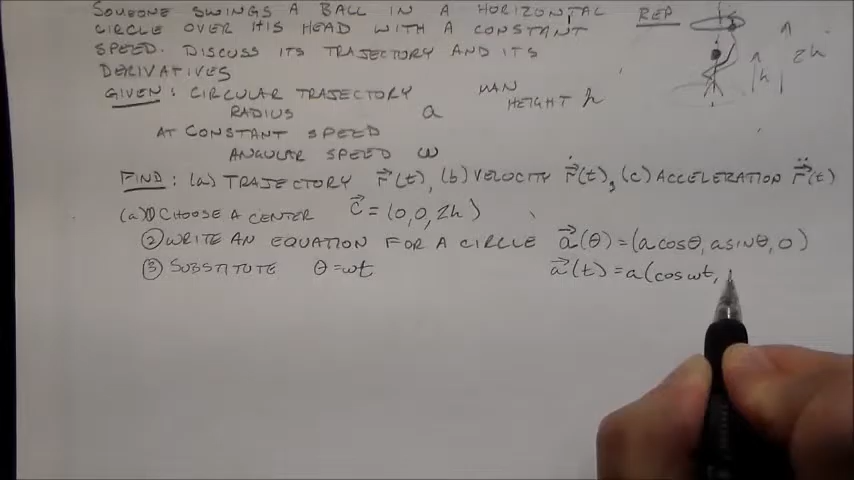 SOMEONE SWINGS A BALL IN A HORIZONTAL REP
CIRCLE OVER HIS HEAD WITH A CONSTANT
SPEED. DISCUSS ITS TRAJECTORY AND ITS 2h
DERIVATIVES h
GIVEN: CIRCULAR TRAJECTORY MAN
RADIUS a HEIGHT h
AT CONSTANT SPEED
ANGULAR SPEED ω
FIND: (a) TRAJECTORY r⃗(t), (b) VELOCITY ṙ⃗(t), (c) ACCELERATION r̈⃗(t)
(a) ① CHOOSE A CENTER c⃗ = (0,0,2h)
② WRITE AN EQUATION FOR A CIRCLE a⃗(θ)=(a cosθ, a sinθ, 0)
③ SUBSTITUTE θ=ωt a⃗(t)=a(cos ωt,